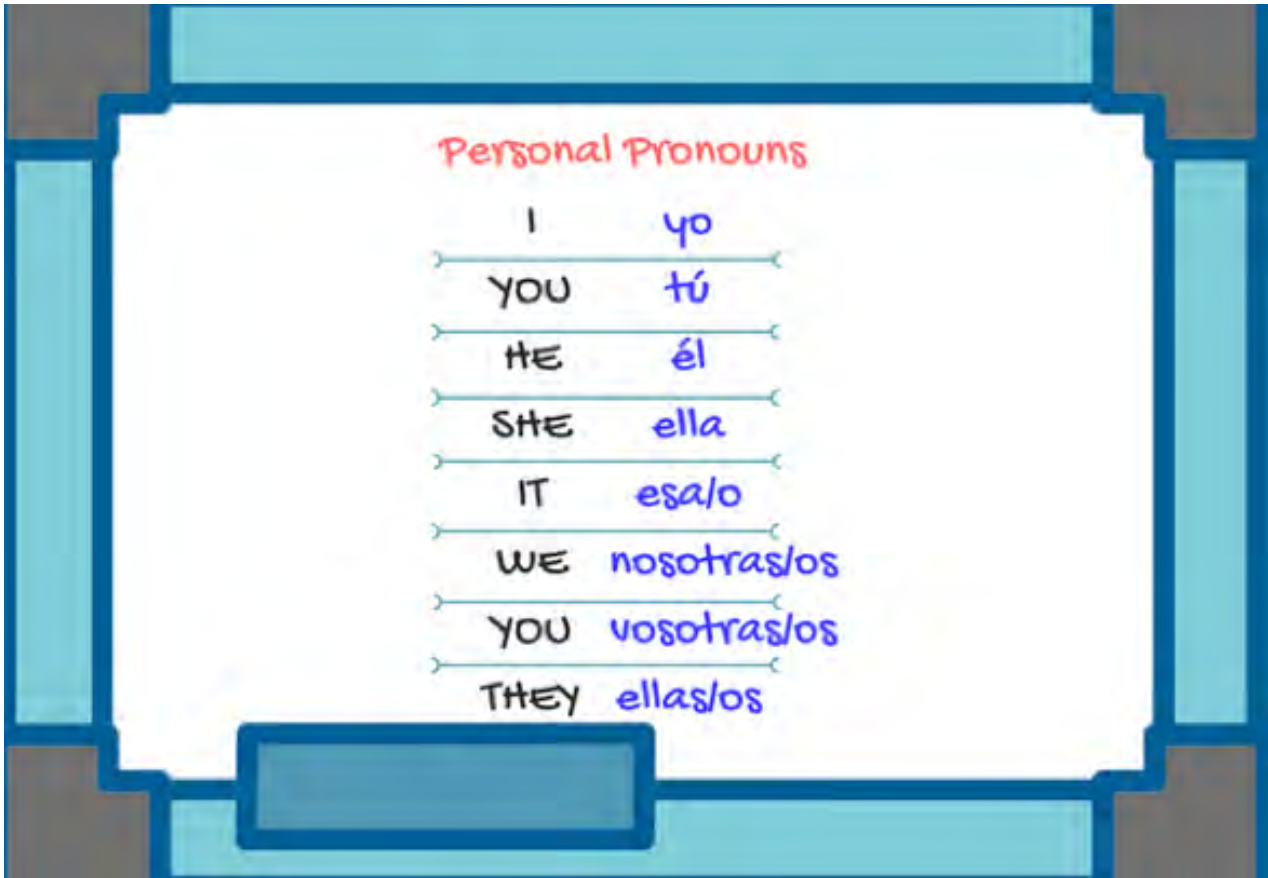 Personal Pronouns
I yo
YOU tú
HE él
SHE ella
IT esa/o
WE nosotras/os
YOU vosotras/os
THEY ellas/os